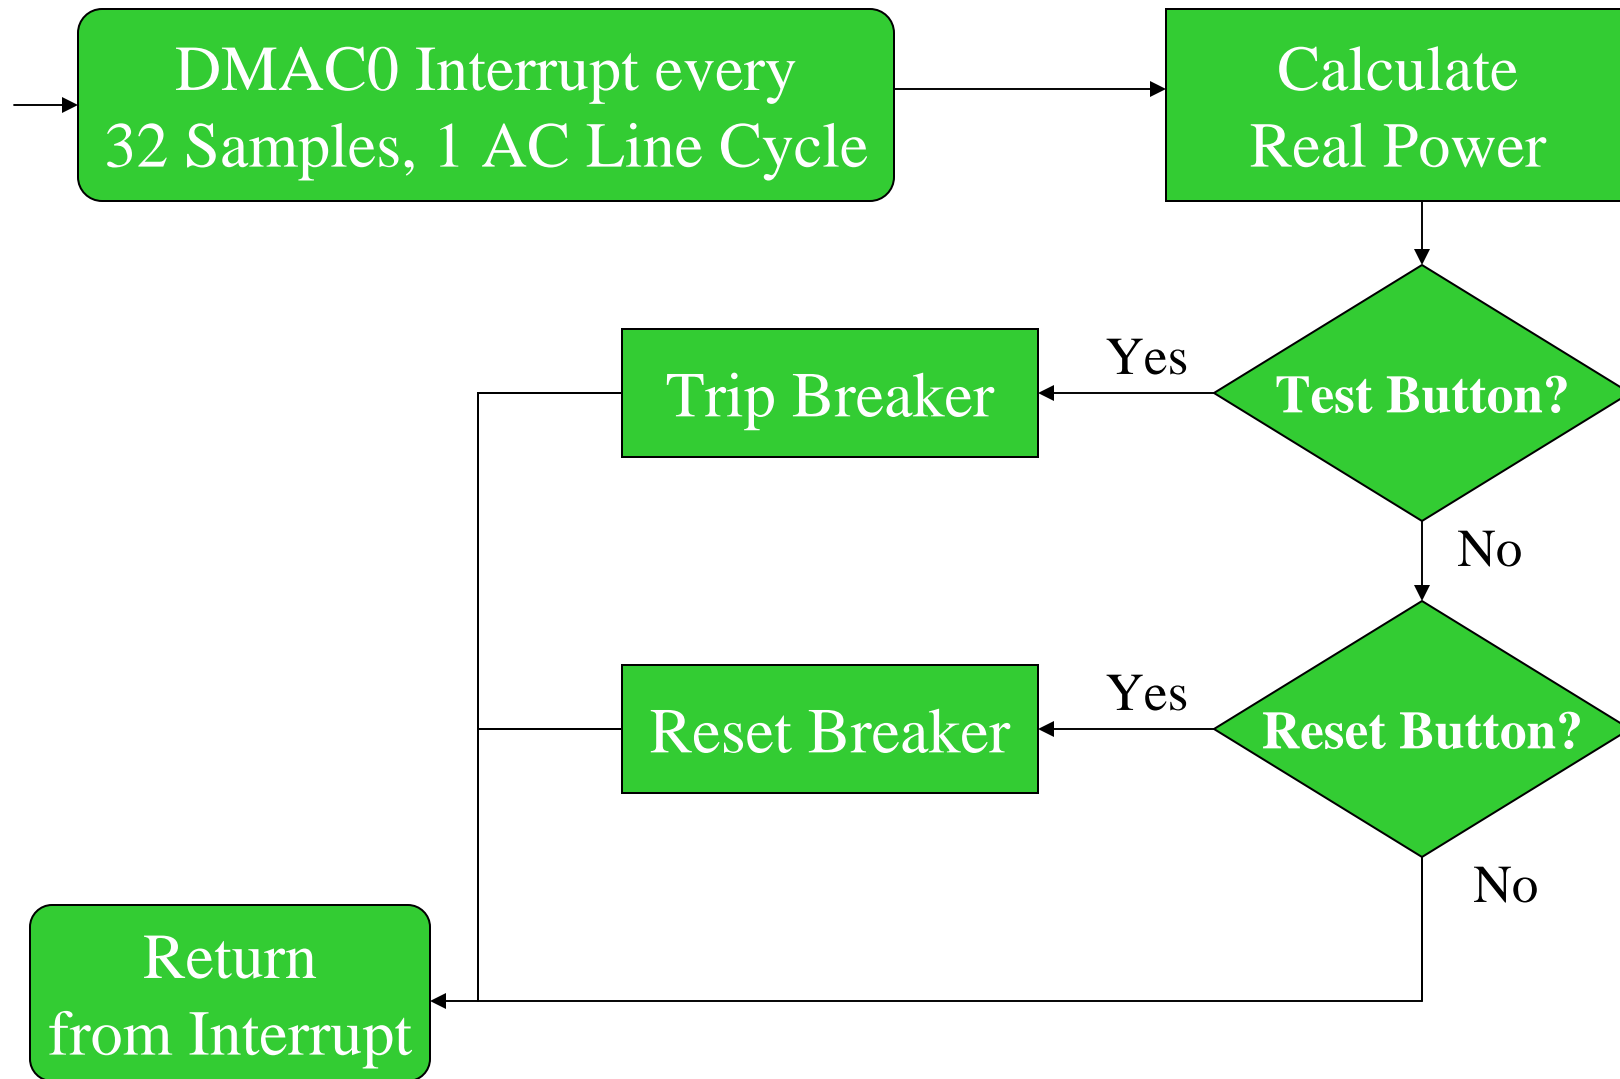 DMAC0 Interrupt every
32 Samples, 1 AC Line Cycle
Calculate
Real Power
Test Button?
Yes
Trip Breaker
No
Reset Button?
Yes
Reset Breaker
No
Return
from Interrupt